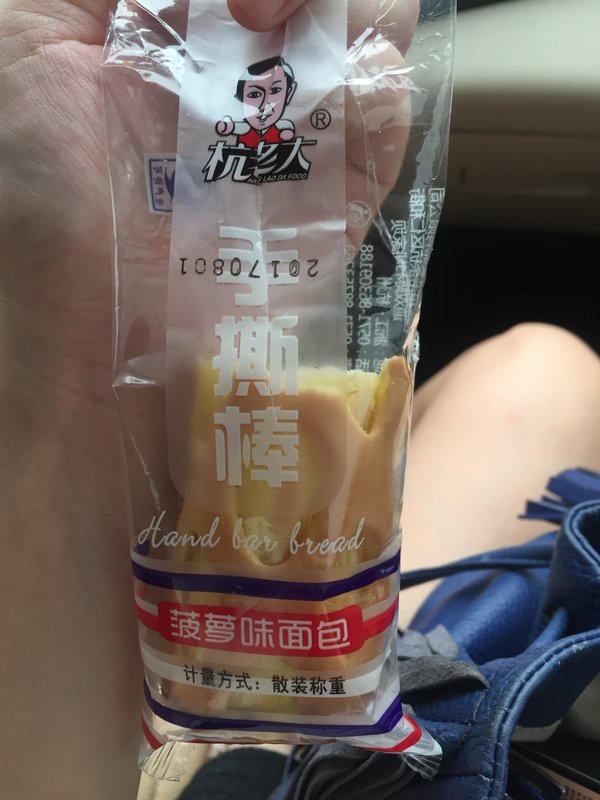 杭老大
HANG LAO DA FOOD
®
20170801
手撕棒
Hand bar bread
菠萝味面包
计量方式：散装称重